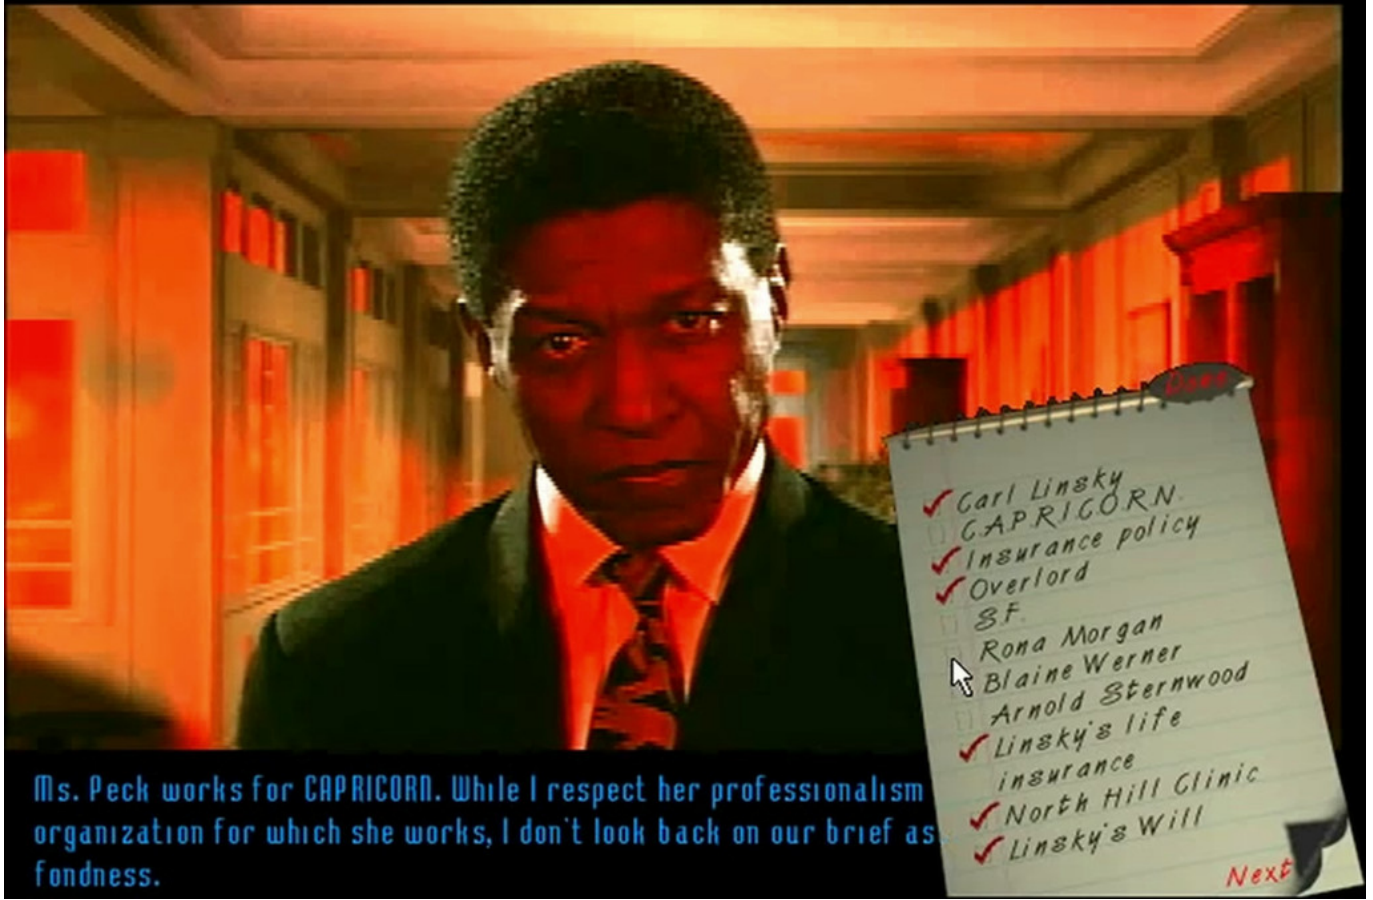 Done
Carl Linsky
C.A.P.R.I.C.O.R.N.
Insurance policy
Overlord
S.F.
Rona Morgan
Blaine Werner
Arnold Sternwood
Linsky's life
insurance
North Hill Clinic
Linsky's Will
Next
Ms. Peck works for CAPRICORN. While I respect her professionalism
organization for which she works, I don't look back on our brief as
fondness.